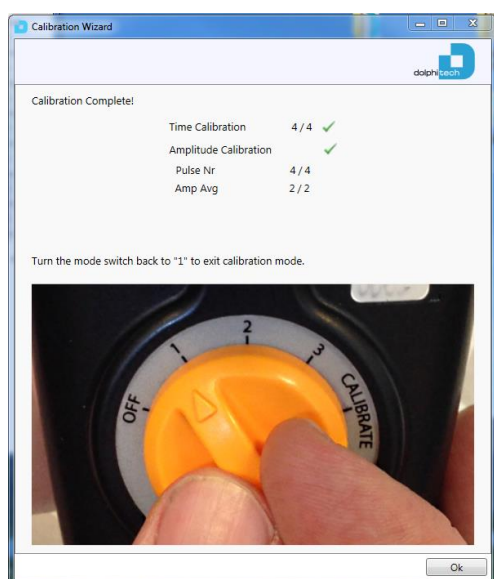 Calibration Wizard
dolphitech
Calibration Complete!
Time Calibration 4 / 4
Amplitude Calibration
Pulse Nr 4 / 4
Amp Avg 2 / 2
Turn the mode switch back to "1" to exit calibration mode.
OFF 1 2 3 CALIBRATE
Ok